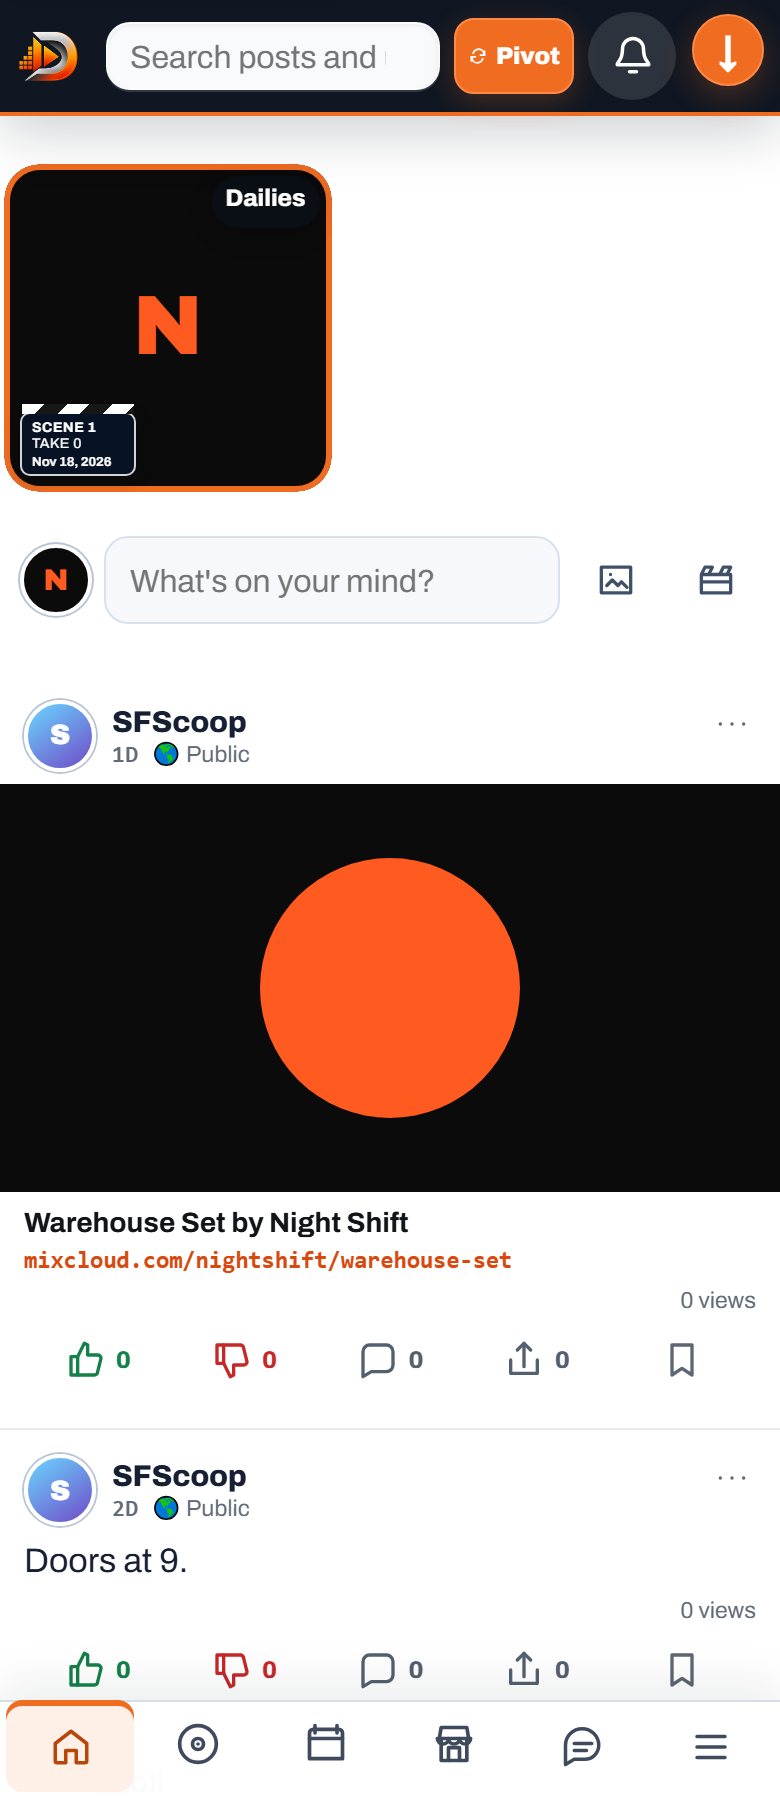 Search posts and
Pivot
Dailies
N
SCENE 1
TAKE 0
Nov 18, 2026
N
What's on your mind?
S
SFScoop
1D Public
Warehouse Set by Night Shift
mixcloud.com/nightshift/warehouse-set
0 views
0 0 0 0
S
SFScoop
2D Public
Doors at 9.
0 views
0 0 0 0